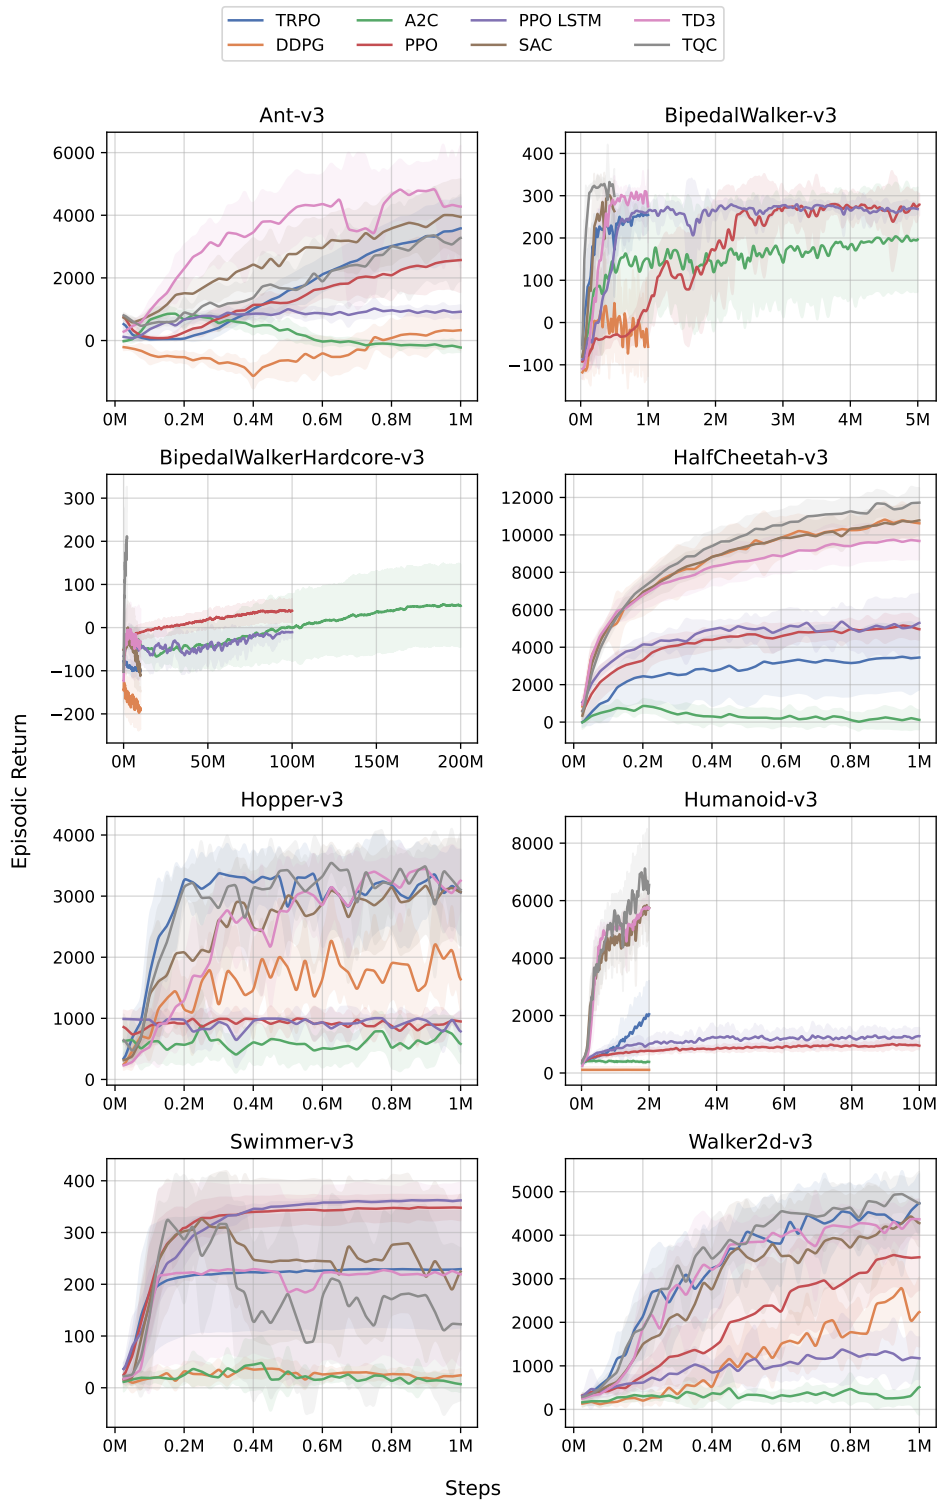 TRPO A2C PPO LSTM TD3
DDPG PPO SAC TQC
Ant-v3 BipedalWalker-v3
6000
4000
2000
0
0M 0.2M 0.4M 0.6M 0.8M 1M
400
300
200
100
0
−100
0M 1M 2M 3M 4M 5M
BipedalWalkerHardcore-v3 HalfCheetah-v3
300
200
100
0
−100
−200
0M 50M 100M 150M 200M
12000
10000
8000
6000
4000
2000
0
0M 0.2M 0.4M 0.6M 0.8M 1M
Episodic Return
Hopper-v3 Humanoid-v3
4000
3000
2000
1000
0
0M 0.2M 0.4M 0.6M 0.8M 1M
8000
6000
4000
2000
0
0M 2M 4M 6M 8M 10M
Swimmer-v3 Walker2d-v3
400
300
200
100
0
0M 0.2M 0.4M 0.6M 0.8M 1M
5000
4000
3000
2000
1000
0
0M 0.2M 0.4M 0.6M 0.8M 1M
Steps